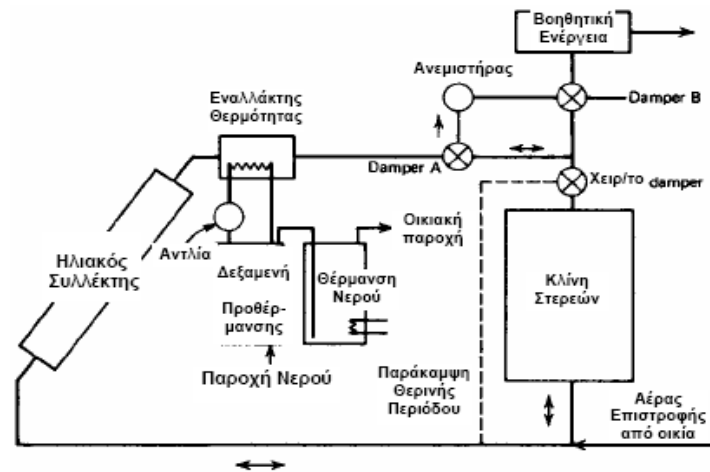 Βοηθητική
Ενέργεια
Ανεμιστήρας
Εναλλάκτης
Θερμότητας
Damper B
Damper A
Χειρ/το damper
Οικιακή
παροχή
Αντλία
Ηλιακός
Συλλέκτης
Δεξαμενή
Προθέρ-
μανσης
Θέρμανση
Νερού
Κλίνη
Στερεών
Παροχή Νερού
Παράκαμψη
Θερινής
Περιόδου
Αέρας
Επιστροφής
από οικία